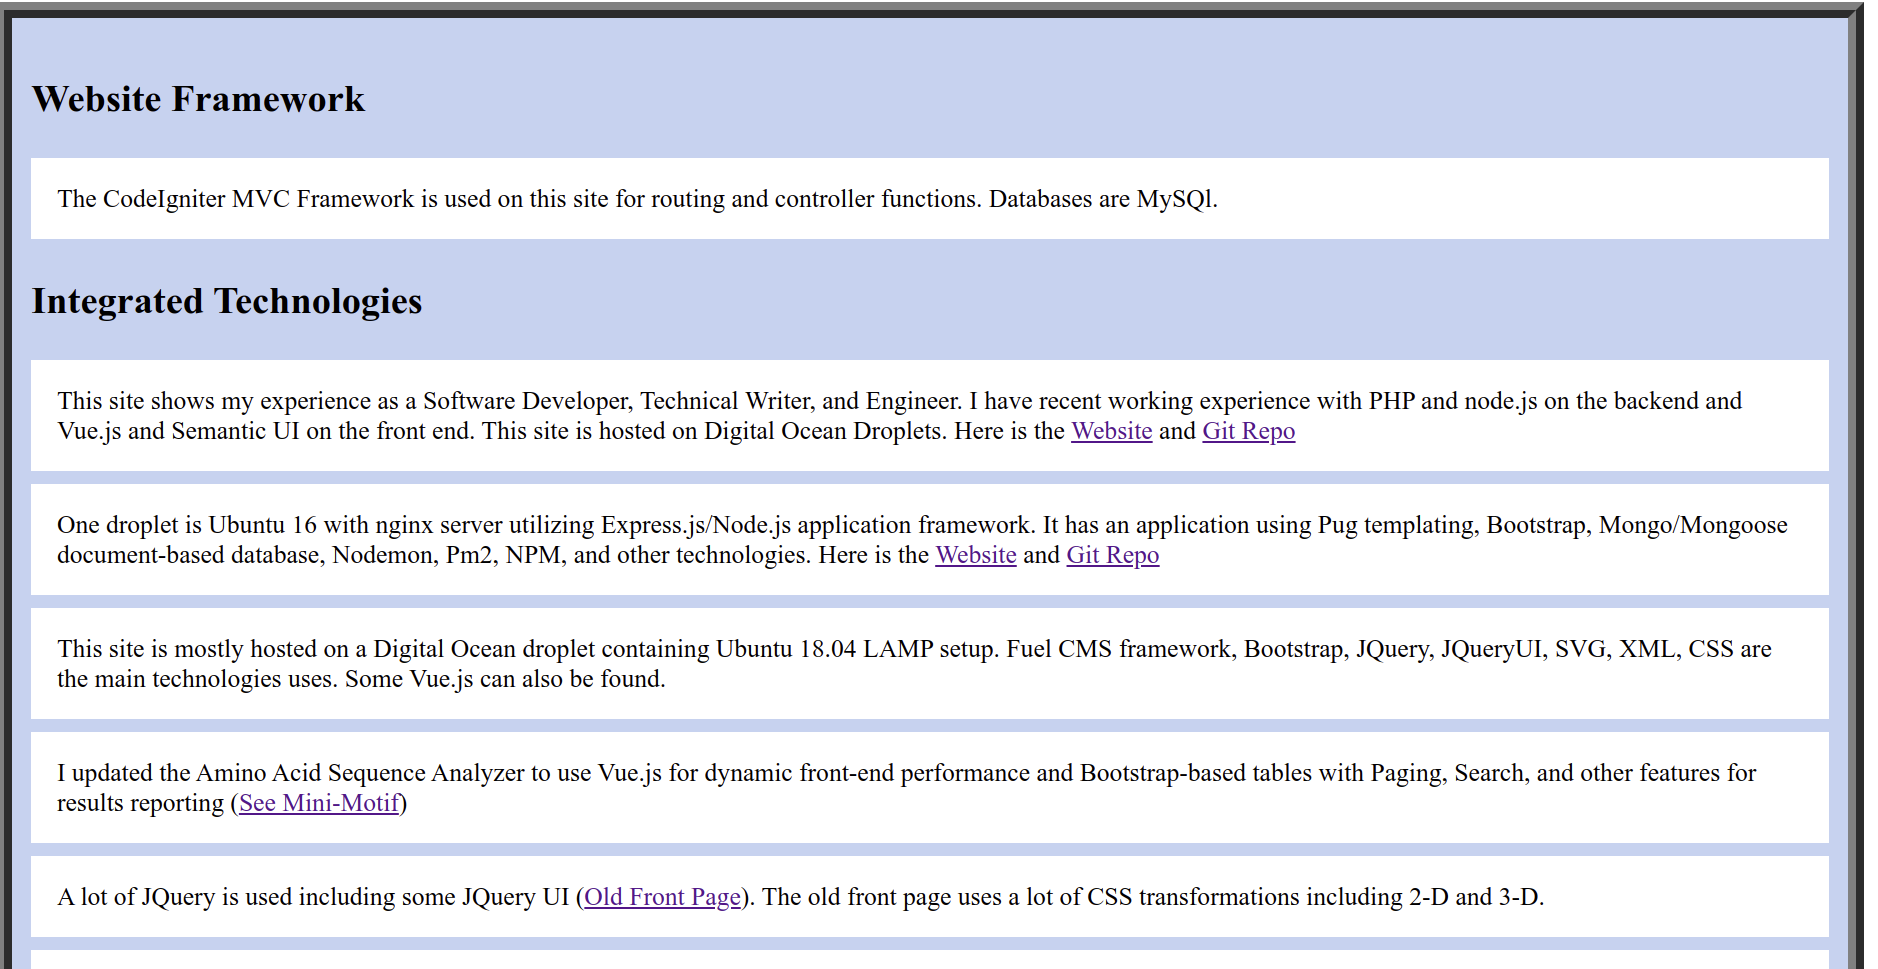 Website Framework
The CodeIgniter MVC Framework is used on this site for routing and controller functions. Databases are MySQl.
Integrated Technologies
This site shows my experience as a Software Developer, Technical Writer, and Engineer. I have recent working experience with PHP and node.js on the backend and
Vue.js and Semantic UI on the front end. This site is hosted on Digital Ocean Droplets. Here is the Website and Git Repo
One droplet is Ubuntu 16 with nginx server utilizing Express.js/Node.js application framework. It has an application using Pug templating, Bootstrap, Mongo/Mongoose
document-based database, Nodemon, Pm2, NPM, and other technologies. Here is the Website and Git Repo
This site is mostly hosted on a Digital Ocean droplet containing Ubuntu 18.04 LAMP setup. Fuel CMS framework, Bootstrap, JQuery, JQueryUI, SVG, XML, CSS are
the main technologies uses. Some Vue.js can also be found.
I updated the Amino Acid Sequence Analyzer to use Vue.js for dynamic front-end performance and Bootstrap-based tables with Paging, Search, and other features for
results reporting (See Mini-Motif)
A lot of JQuery is used including some JQuery UI (Old Front Page). The old front page uses a lot of CSS transformations including 2-D and 3-D.